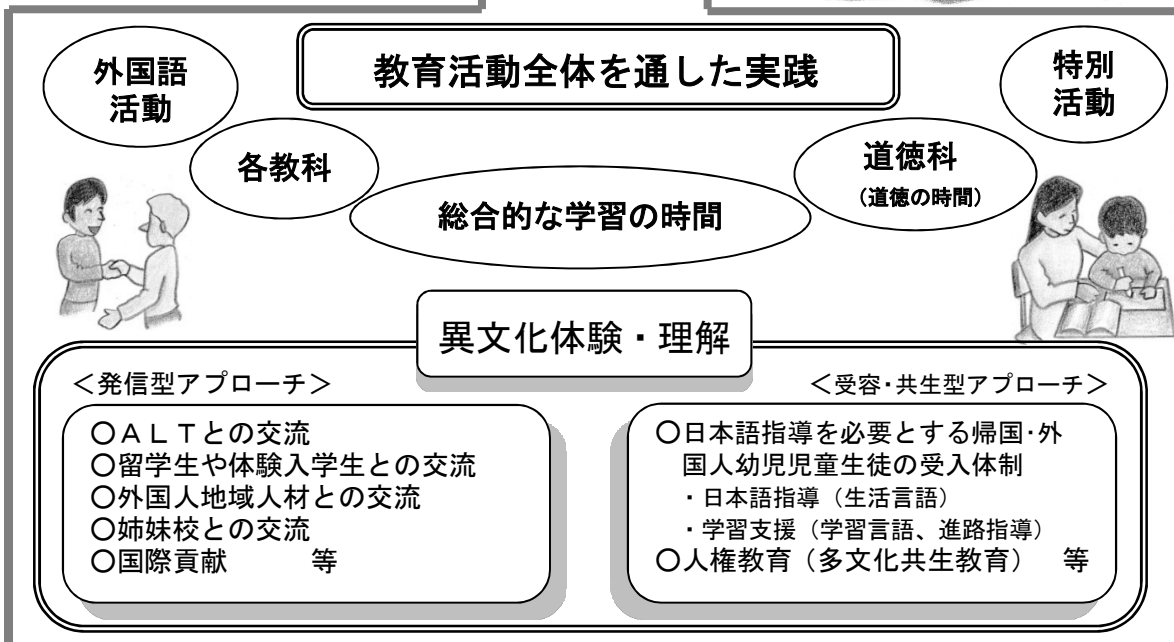 教育活動全体を通した実践
外国語
活動
特別
活動
各教科
道徳科
(道徳の時間)
総合的な学習の時間
異文化体験・理解
＜発信型アプローチ＞
〇ＡＬＴとの交流
〇留学生や体験入学生との交流
〇外国人地域人材との交流
〇姉妹校との交流
〇国際貢献　　　等
＜受容・共生型アプローチ＞
〇日本語指導を必要とする帰国・外
国人幼児児童生徒の受入体制
・日本語指導（生活言語）
・学習支援（学習言語、進路指導）
〇人権教育（多文化共生教育）　等